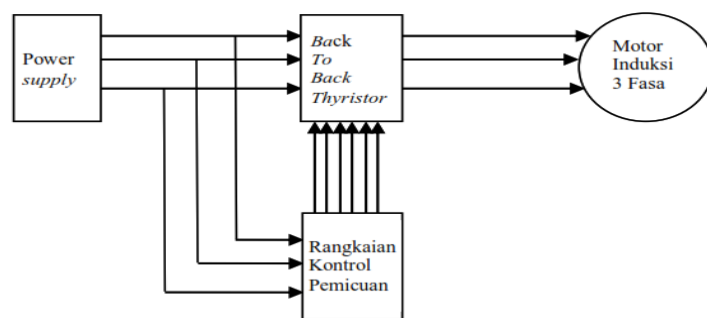 Power
supply
Back
To
Back
Thyristor
Motor
Induksi
3 Fasa
Rangkaian
Kontrol
Pemicuan